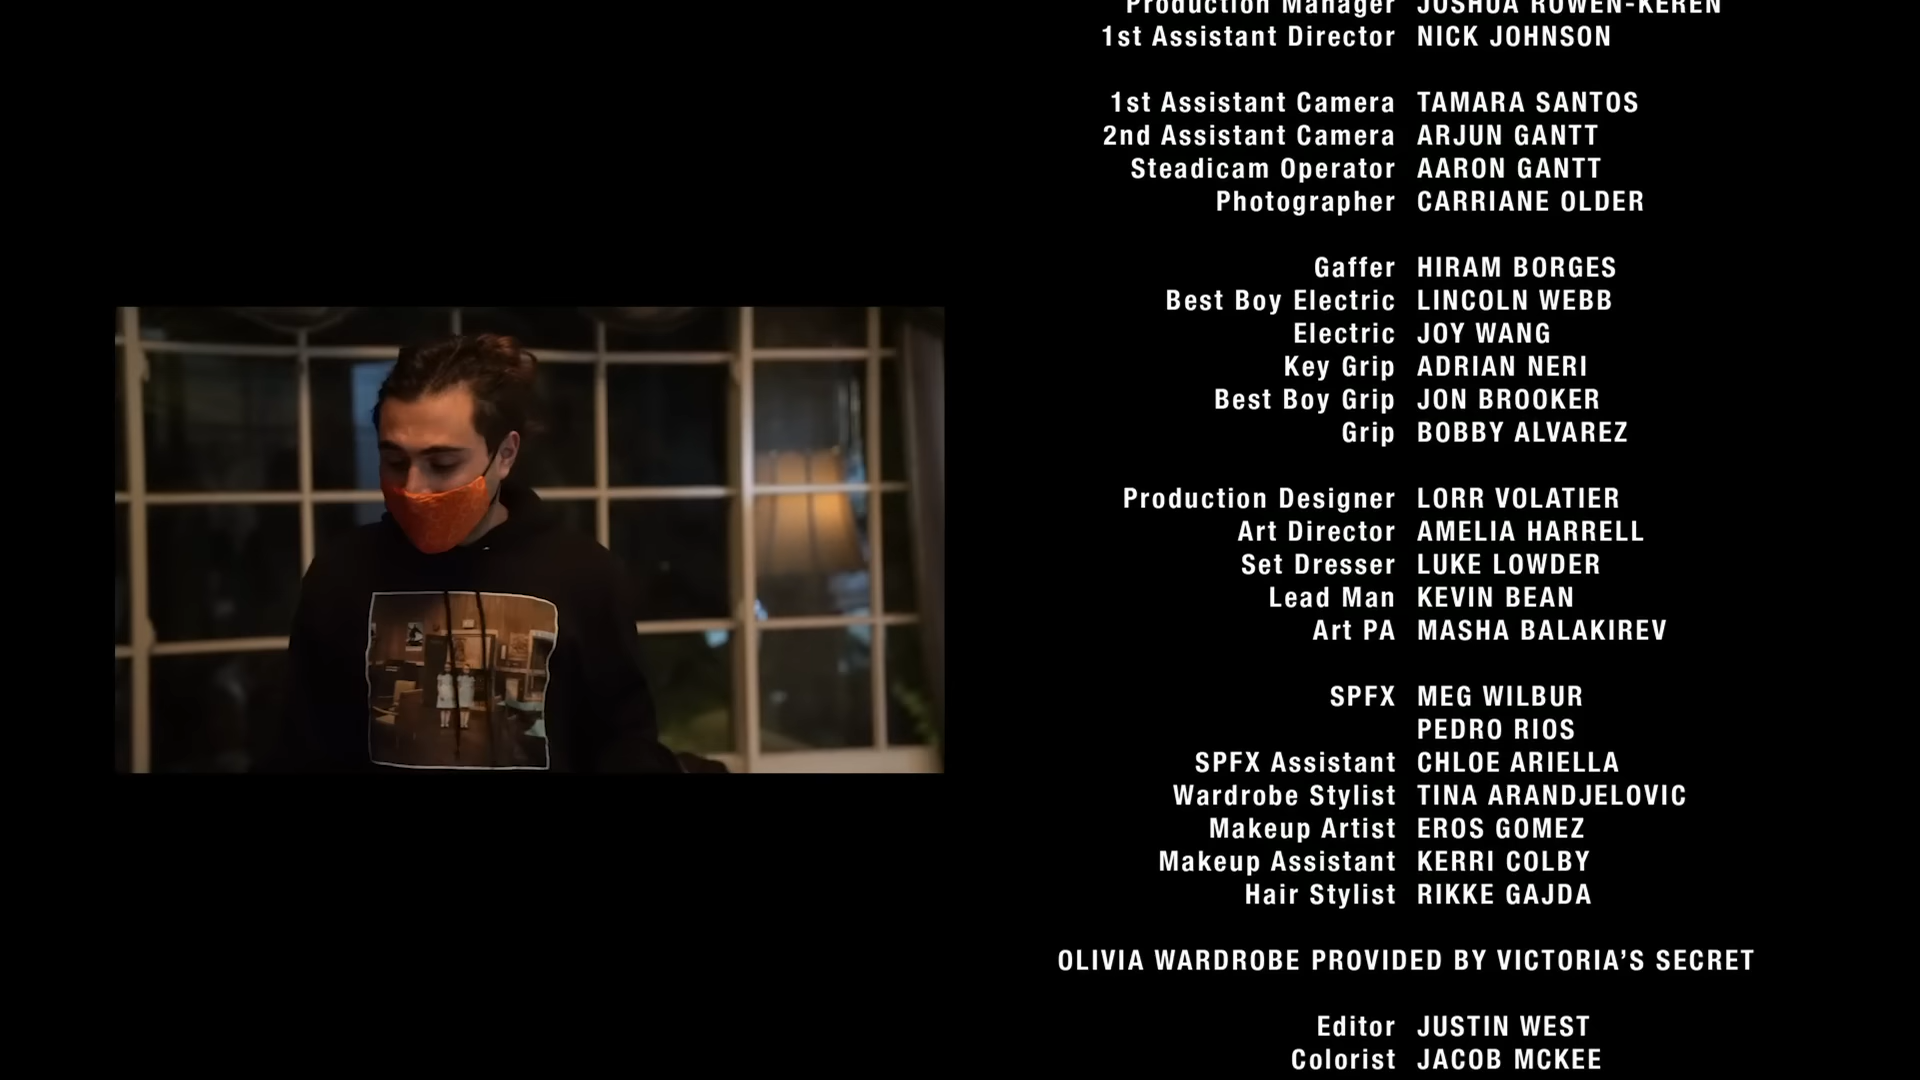 Production Manager JOSHUA ROWEN-KEREN
1st Assistant Director NICK JOHNSON
1st Assistant Camera TAMARA SANTOS
2nd Assistant Camera ARJUN GANTT
Steadicam Operator AARON GANTT
Photographer CARRIANE OLDER
Gaffer HIRAM BORGES
Best Boy Electric LINCOLN WEBB
Electric JOY WANG
Key Grip ADRIAN NERI
Best Boy Grip JON BROOKER
Grip BOBBY ALVAREZ
Production Designer LORR VOLATIER
Art Director AMELIA HARRELL
Set Dresser LUKE LOWDER
Lead Man KEVIN BEAN
Art PA MASHA BALAKIREV
SPFX MEG WILBUR
PEDRO RIOS
SPFX Assistant CHLOE ARIELLA
Wardrobe Stylist TINA ARANDJELOVIC
Makeup Artist EROS GOMEZ
Makeup Assistant KERRI COLBY
Hair Stylist RIKKE GAJDA
OLIVIA WARDROBE PROVIDED BY VICTORIA’S SECRET
Editor JUSTIN WEST
Colorist JACOB MCKEE